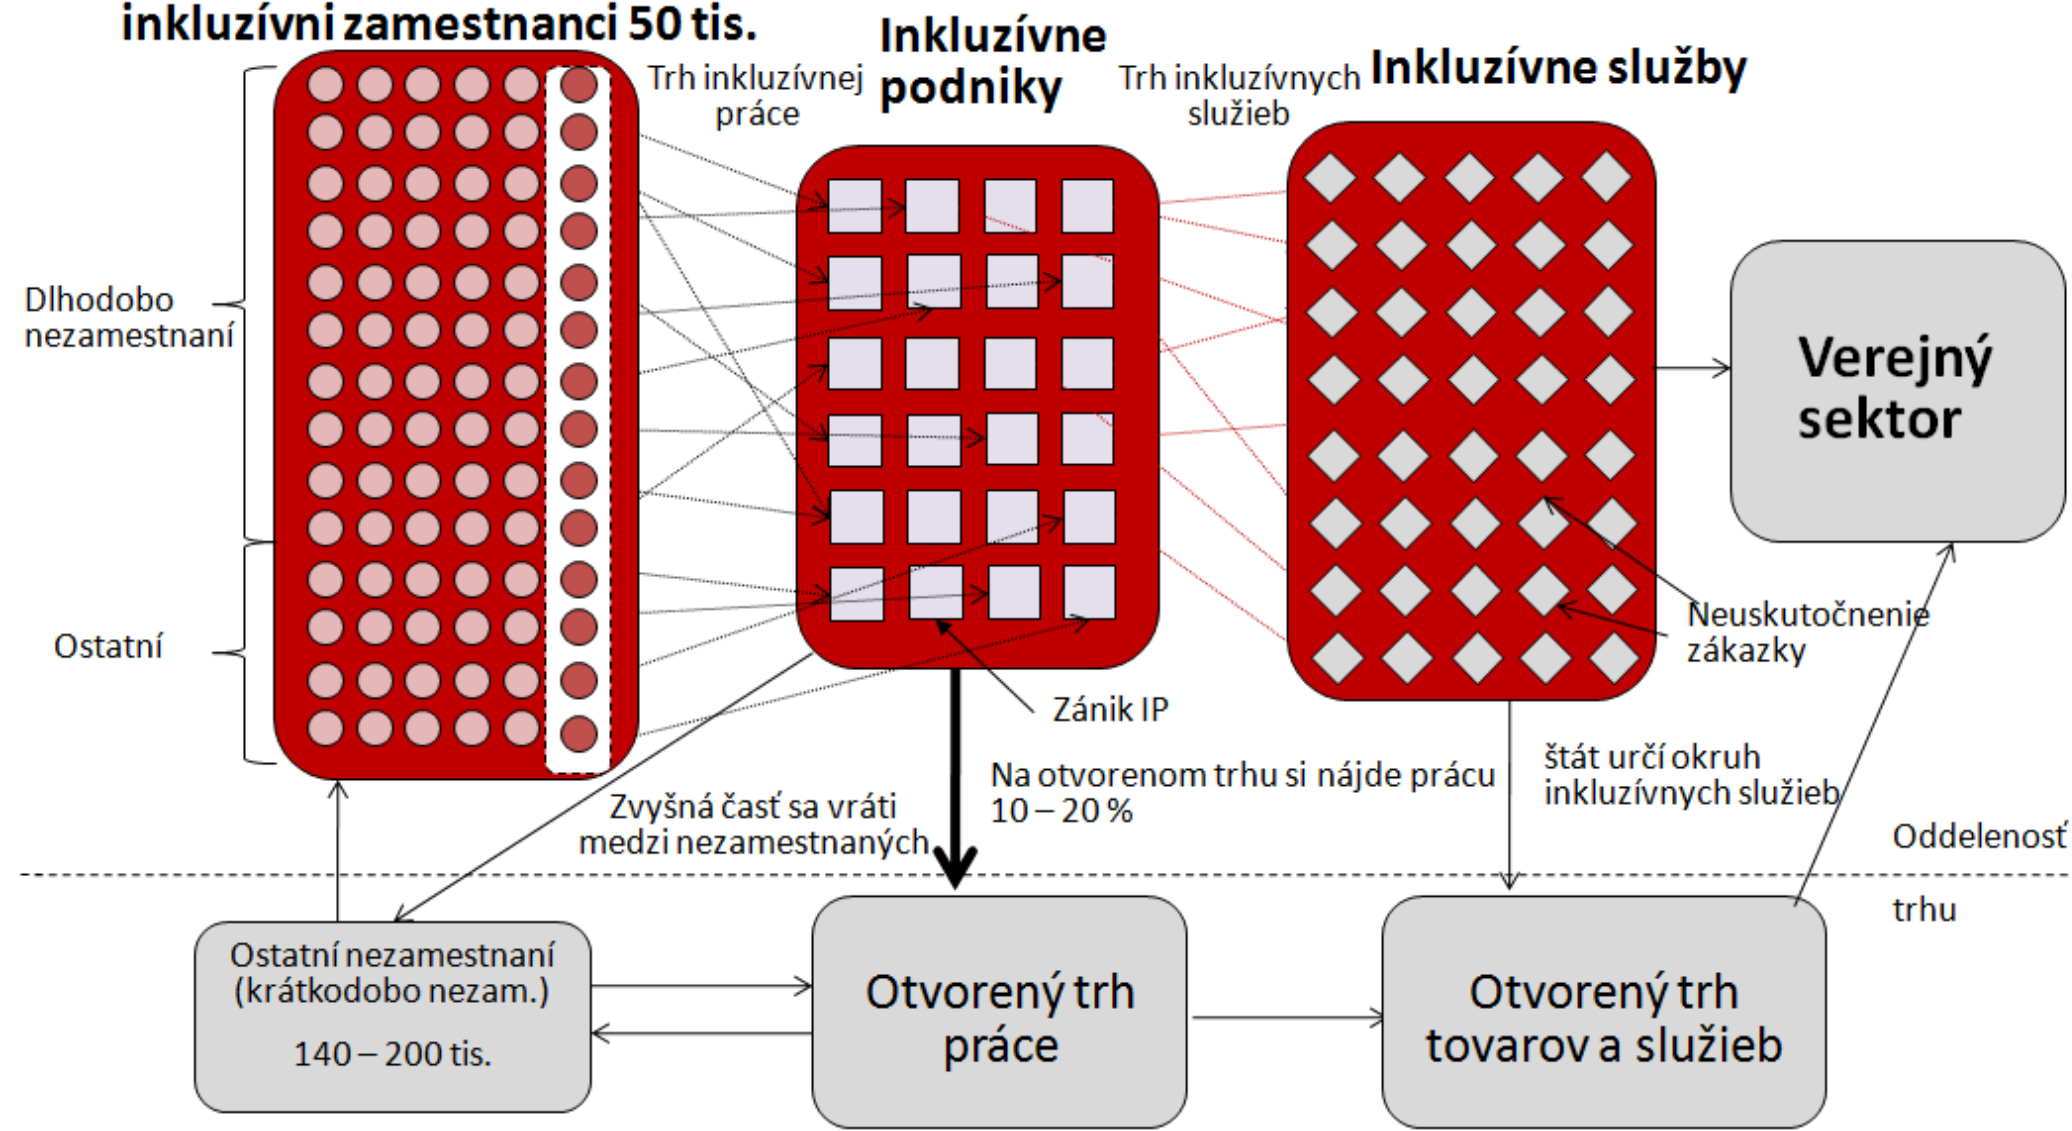 inkluzívni zamestnanci 50 tis.
Trh inkluzívnej
práce
Inkluzívne
podniky
Trh inkluzívnych
služieb
Inkluzívne služby
Dlhodobo
nezamestnaní
Ostatní
Verejný
sektor
Neuskutočnenie
zákazky
Zánik IP
Zvyšná časť sa vráti
medzi nezamestnaných
Na otvorenom trhu si nájde prácu
10 – 20 %
štát určí okruh
inkluzívnych služieb
Oddelenosť
trhu
Ostatní nezamestnaní
(krátkodobo nezam.)
140 – 200 tis.
Otvorený trh
práce
Otvorený trh
tovarov a služieb